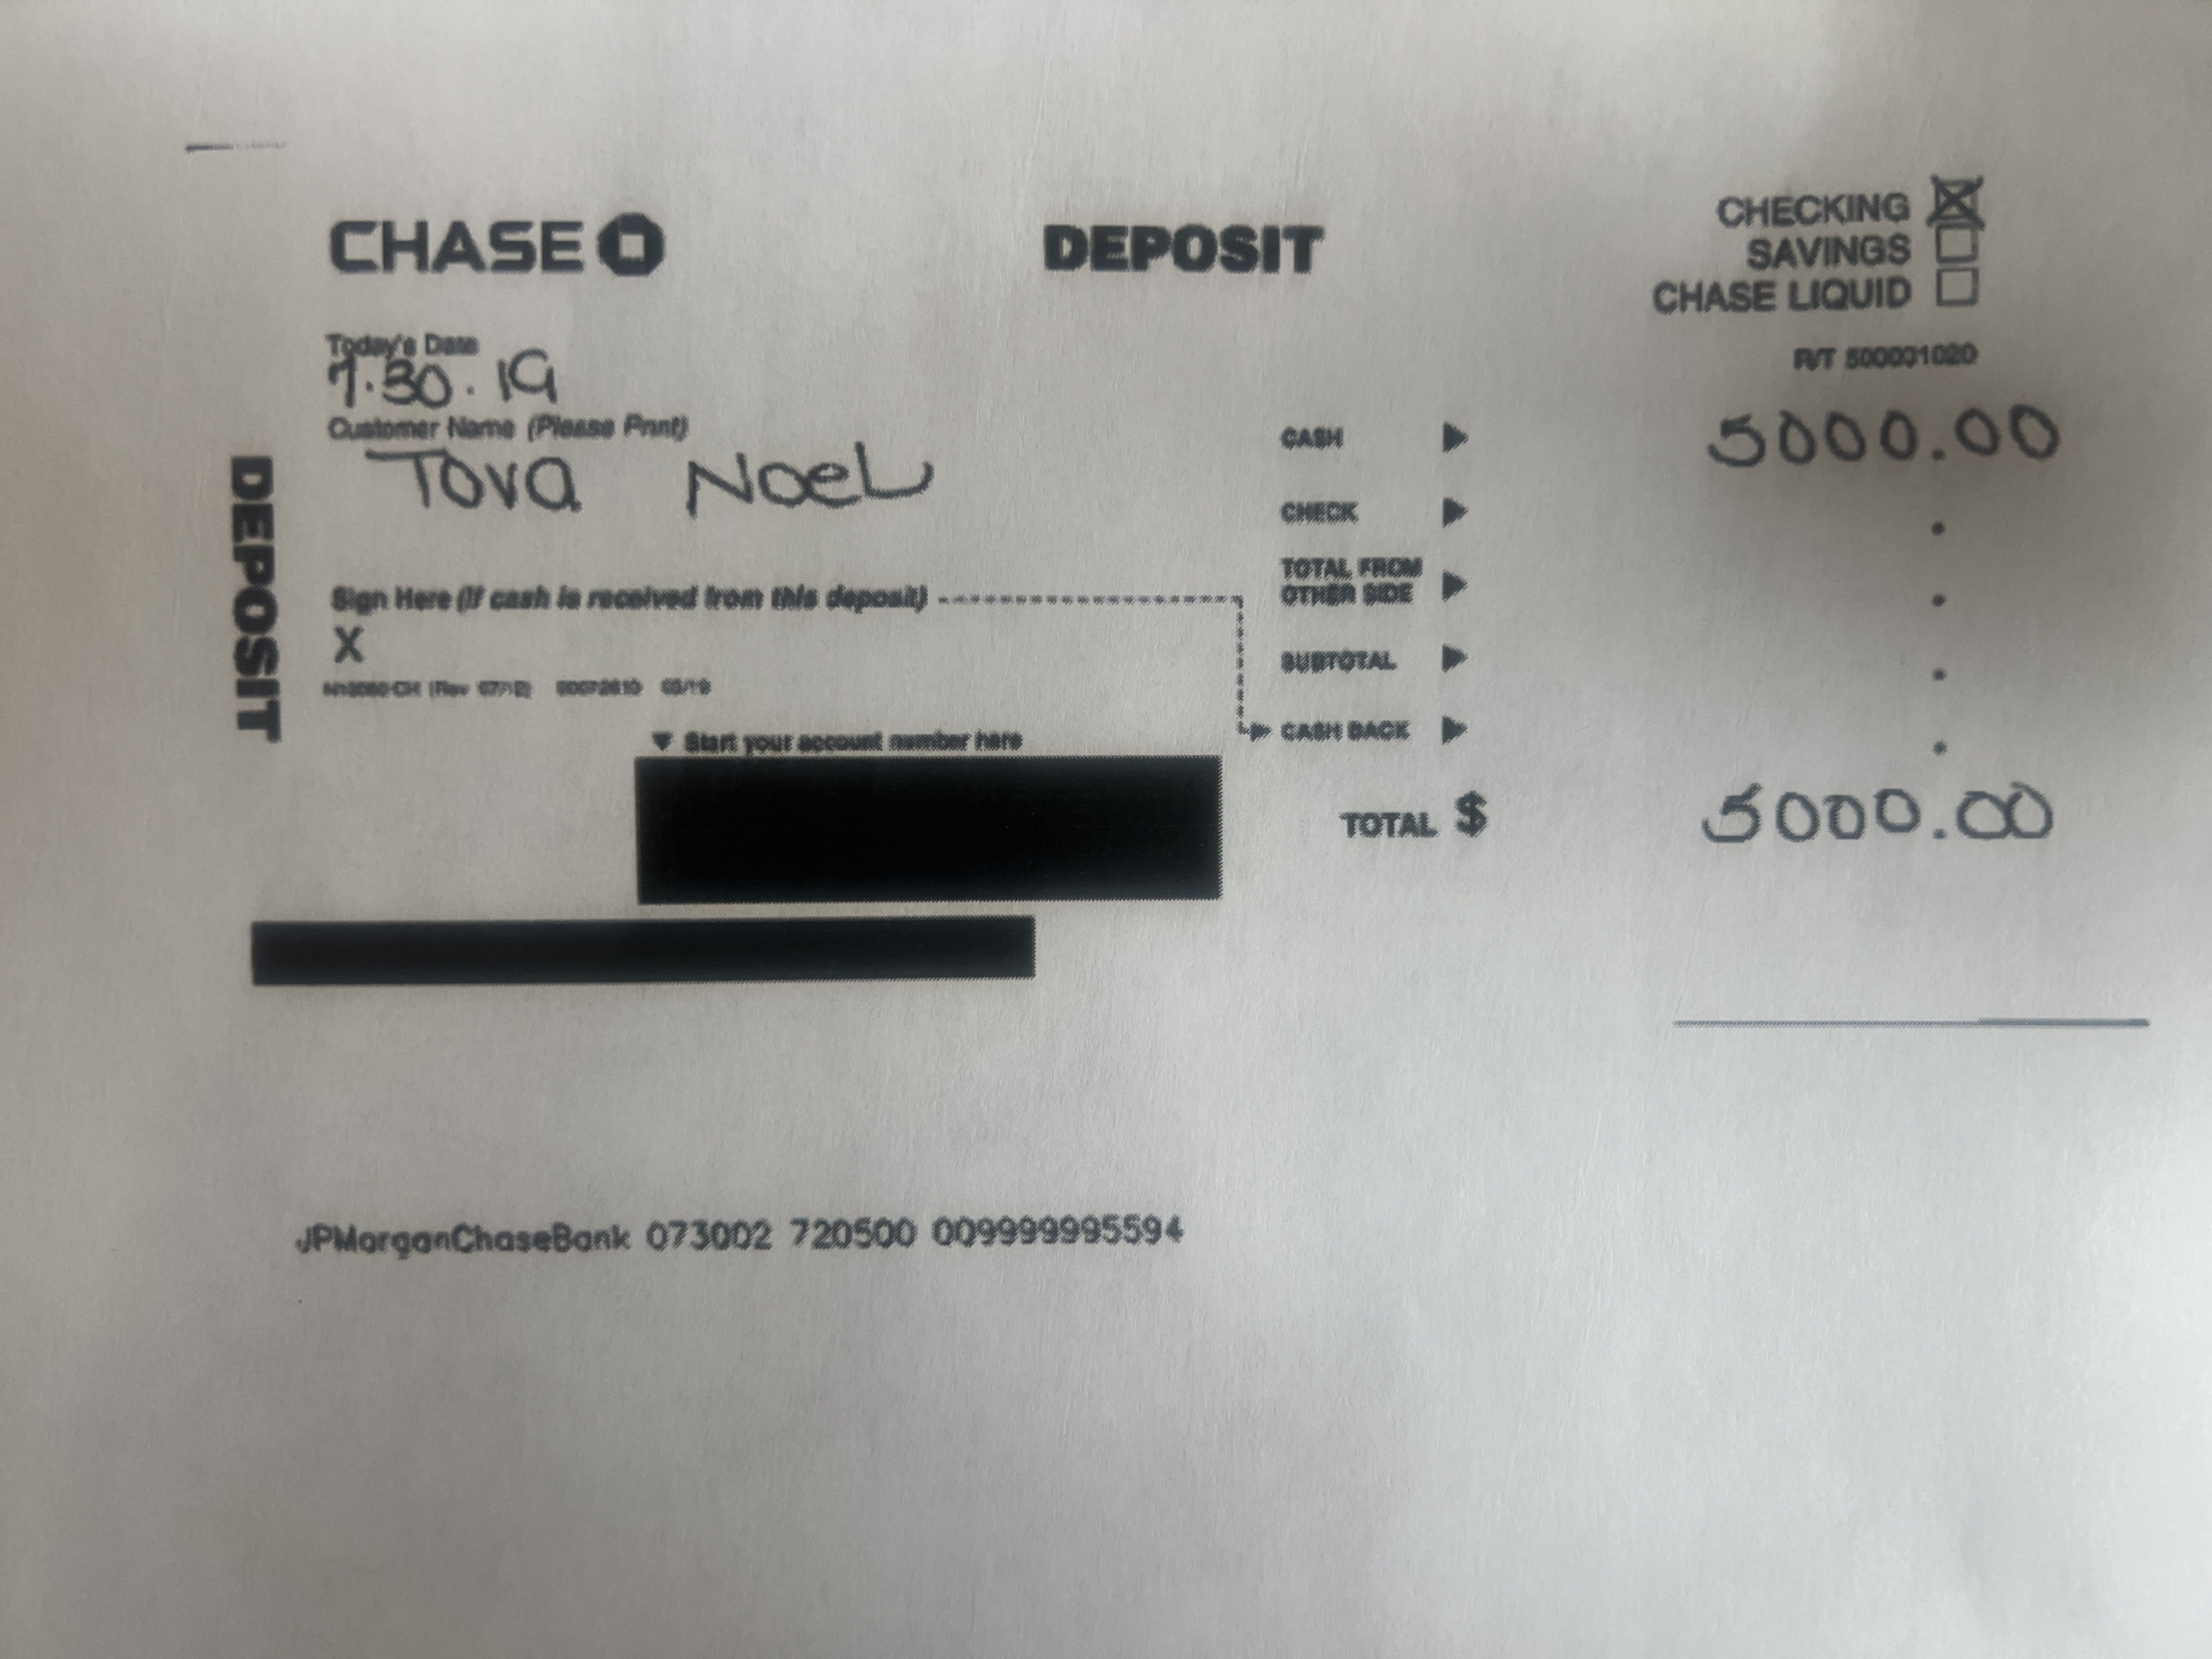 CHASE
DEPOSIT
CHECKING
SAVINGS
CHASE LIQUID
R/T 500001020
Today's Date
7.30.19
Customer Name (Please Print)
Tova Noel
DEPOSIT
Sign Here (If cash is received from this deposit)
X
▼ Start your account number here
CASH ▶ 5000.00
CHECK ▶ .
TOTAL FROM
OTHER SIDE ▶ .
SUBTOTAL ▶ .
CASH BACK ▶ .
TOTAL $ 5000.00
JPMorganChaseBank 073002 720500 009999995594